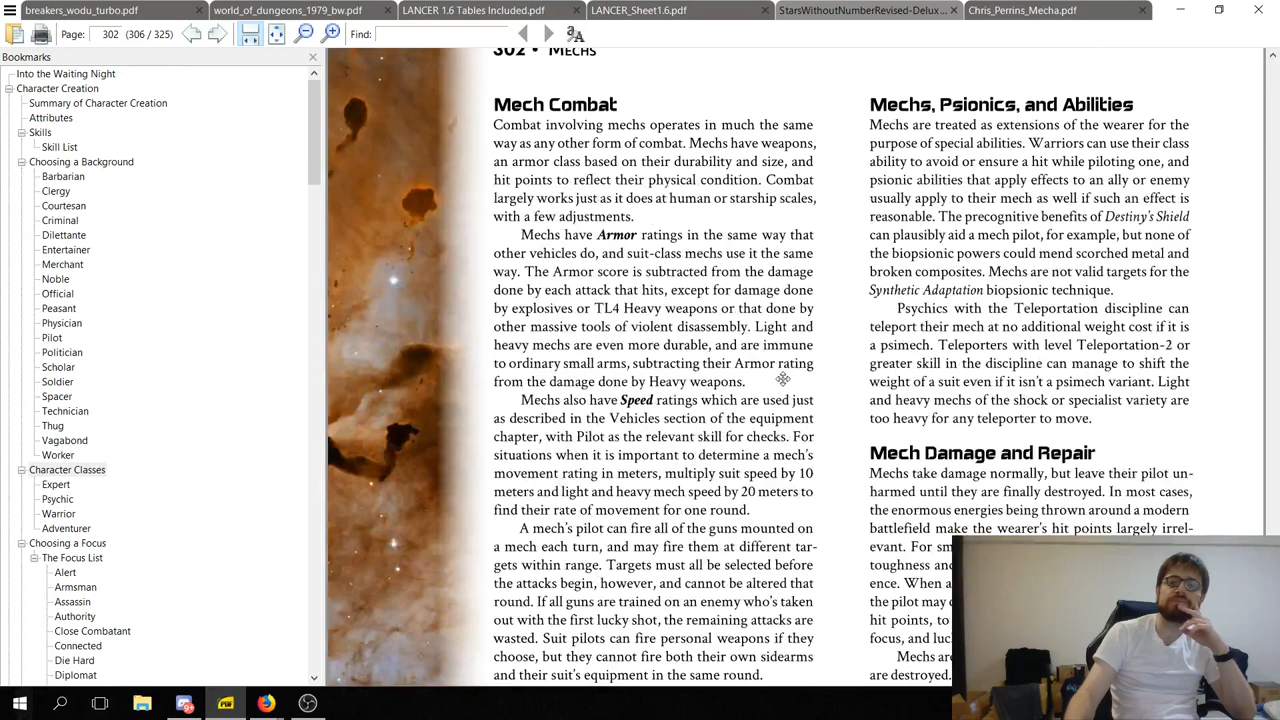 breakers_wodu_turbo.pdf
world_of_dungeons_1979_bw.pdf
LANCER 1.6 Tables Included.pdf
LANCER_Sheet1.6.pdf
StarsWithoutNumberRevised-Delux ...
Chris_Perrins_Mecha.pdf
Page: 302 (306 / 325)
Find:
Bookmarks
Into the Waiting Night
Character Creation
Summary of Character Creation
Attributes
Skills
Skill List
Choosing a Background
Barbarian
Clergy
Courtesan
Criminal
Dilettante
Entertainer
Merchant
Noble
Official
Peasant
Physician
Pilot
Politician
Scholar
Soldier
Spacer
Technician
Thug
Vagabond
Worker
Character Classes
Expert
Psychic
Warrior
Adventurer
Choosing a Focus
The Focus List
Alert
Armsman
Assassin
Authority
Close Combatant
Connected
Die Hard
Diplomat
302 • Mechs
Mech Combat
Combat involving mechs operates in much the same
way as any other form of combat. Mechs have weapons,
an armor class based on their durability and size, and
hit points to reflect their physical condition. Combat
largely works just as it does at human or starship scales,
with a few adjustments.
Mechs have Armor ratings in the same way that
other vehicles do, and suit-class mechs use it the same
way. The Armor score is subtracted from the damage
done by each attack that hits, except for damage done
by explosives or TL4 Heavy weapons or that done by
other massive tools of violent disassembly. Light and
heavy mechs are even more durable, and are immune
to ordinary small arms, subtracting their Armor rating
from the damage done by Heavy weapons.
Mechs also have Speed ratings which are used just
as described in the Vehicles section of the equipment
chapter, with Pilot as the relevant skill for checks. For
situations when it is important to determine a mech's
movement rating in meters, multiply suit speed by 10
meters and light and heavy mech speed by 20 meters to
find their rate of movement for one round.
A mech's pilot can fire all of the guns mounted on
a mech each turn, and may fire them at different tar-
gets within range. Targets must all be selected before
the attacks begin, however, and cannot be altered that
round. If all guns are trained on an enemy who's taken
out with the first lucky shot, the remaining attacks are
wasted. Suit pilots can fire personal weapons if they
choose, but they cannot fire both their own sidearms
and their suit's equipment in the same round.
Mechs, Psionics, and Abilities
Mechs are treated as extensions of the wearer for the
purpose of special abilities. Warriors can use their class
ability to avoid or ensure a hit while piloting one, and
psionic abilities that apply effects to an ally or enemy
usually apply to their mech as well if such an effect is
reasonable. The precognitive benefits of Destiny's Shield
can plausibly aid a mech pilot, for example, but none of
the biopsionic powers could mend scorched metal and
broken composites. Mechs are not valid targets for the
Synthetic Adaptation biopsionic technique.
Psychics with the Teleportation discipline can
teleport their mech at no additional weight cost if it is
a psimech. Teleporters with level Teleportation-2 or
greater skill in the discipline can manage to shift the
weight of a suit even if it isn't a psimech variant. Light
and heavy mechs of the shock or specialist variety are
too heavy for any teleporter to move.
Mech Damage and Repair
Mechs take damage normally, but leave their pilot un-
harmed until they are finally destroyed. In most cases,
the enormous energies being thrown around a modern
battlefield make the wearer's hit points largely irrel-
evant. For sm
toughness and
ence. When a
the pilot may
hit points, to
focus, and luc
Mechs are
are destroyed.